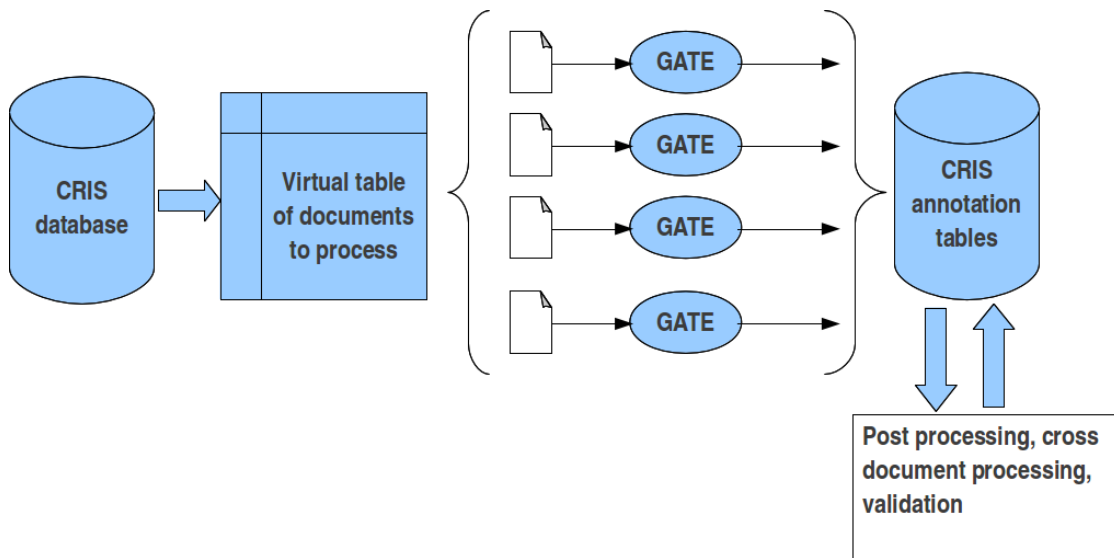 CRIS
database
Virtual table
of documents
to process
GATE
GATE
GATE
GATE
CRIS
annotation
tables
Post processing, cross
document processing,
validation